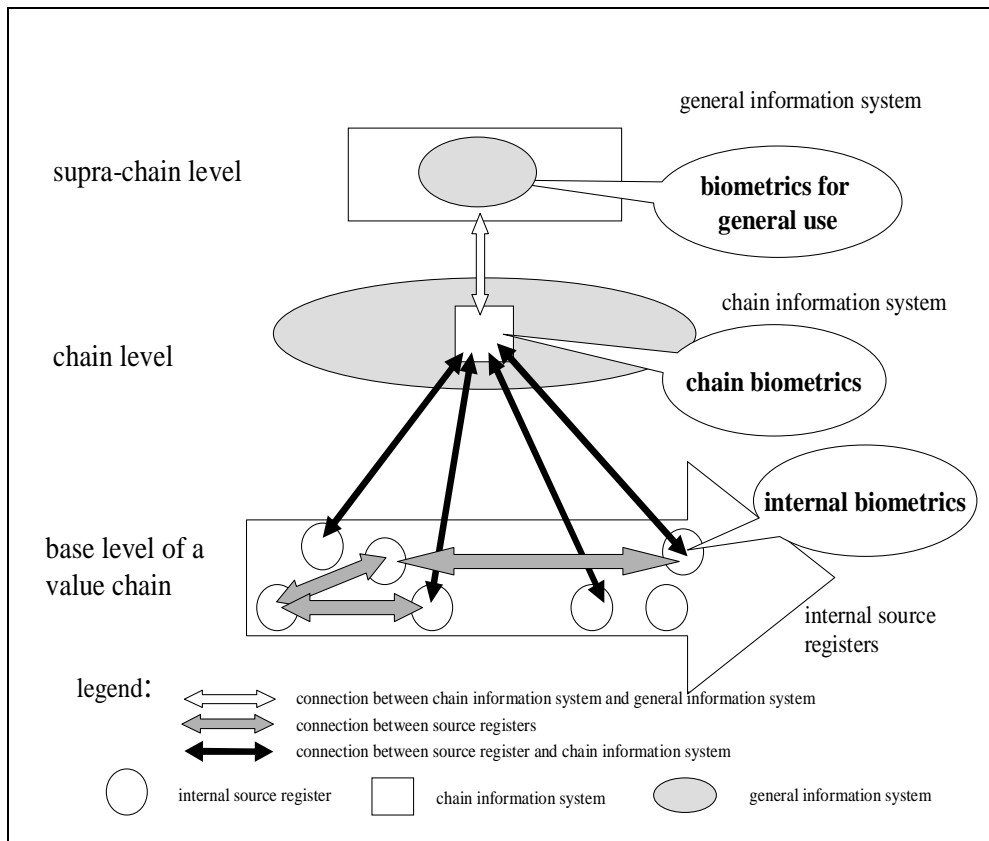 general information system
supra-chain level
biometrics for
general use
chain information system
chain level
chain biometrics
internal biometrics
base level of a
value chain
internal source
registers
legend:
connection between chain information system and general information system
connection between source registers
connection between source register and chain information system
internal source register
chain information system
general information system